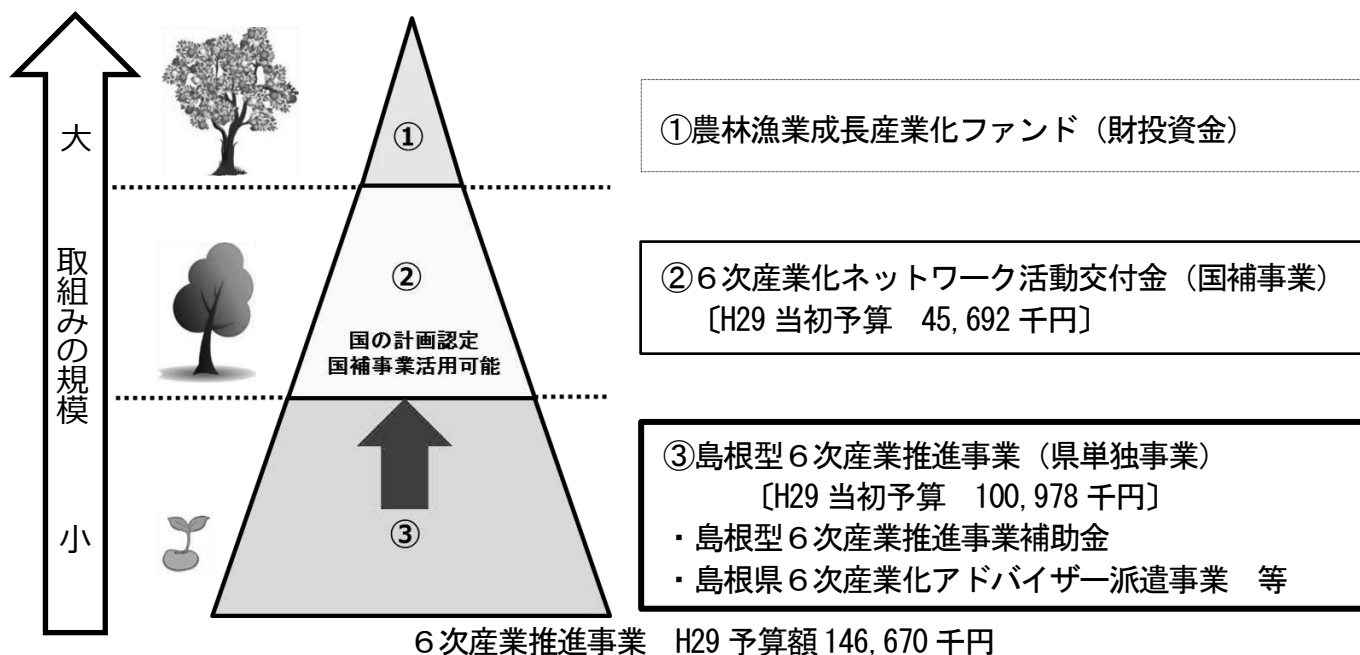 大
取組みの規模
小
①
②
国の計画認定
国補事業活用可能
③
①農林漁業成長産業化ファンド（財投資金）
②６次産業化ネットワーク活動交付金（国補事業）
〔H29 当初予算　45,692 千円〕
③島根型６次産業推進事業（県単独事業）
〔H29 当初予算　100,978 千円〕
・島根型６次産業推進事業補助金
・島根県６次産業化アドバイザー派遣事業　等
６次産業推進事業　H29 予算額 146,670 千円